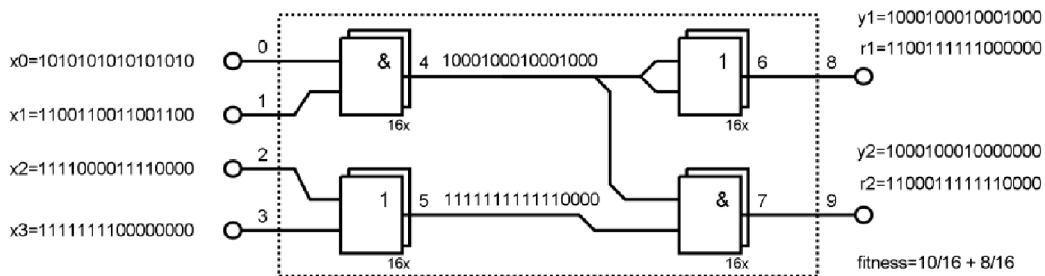 x0=1010101010101010
0
x1=1100110011001100
1
x2=1111000011110000
2
x3=1111111100000000
3
&
4
1000100010001000
16x
1
5
1111111111110000
16x
1
6
16x
8
&
7
16x
9
y1=1000100010001000
r1=1100111111000000
y2=1000100010000000
r2=1100011111110000
fitness=10/16 + 8/16